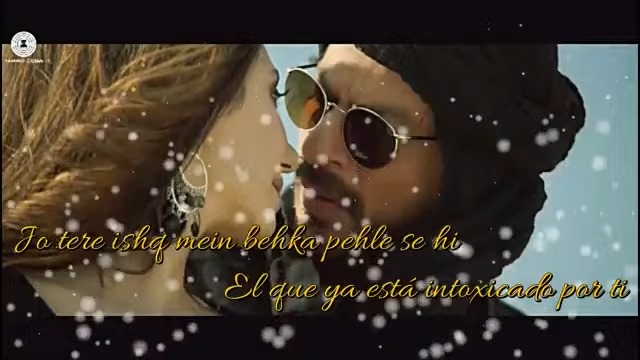 Jo tere ishq mein behka pehle se hi
El que ya está intoxicado por ti